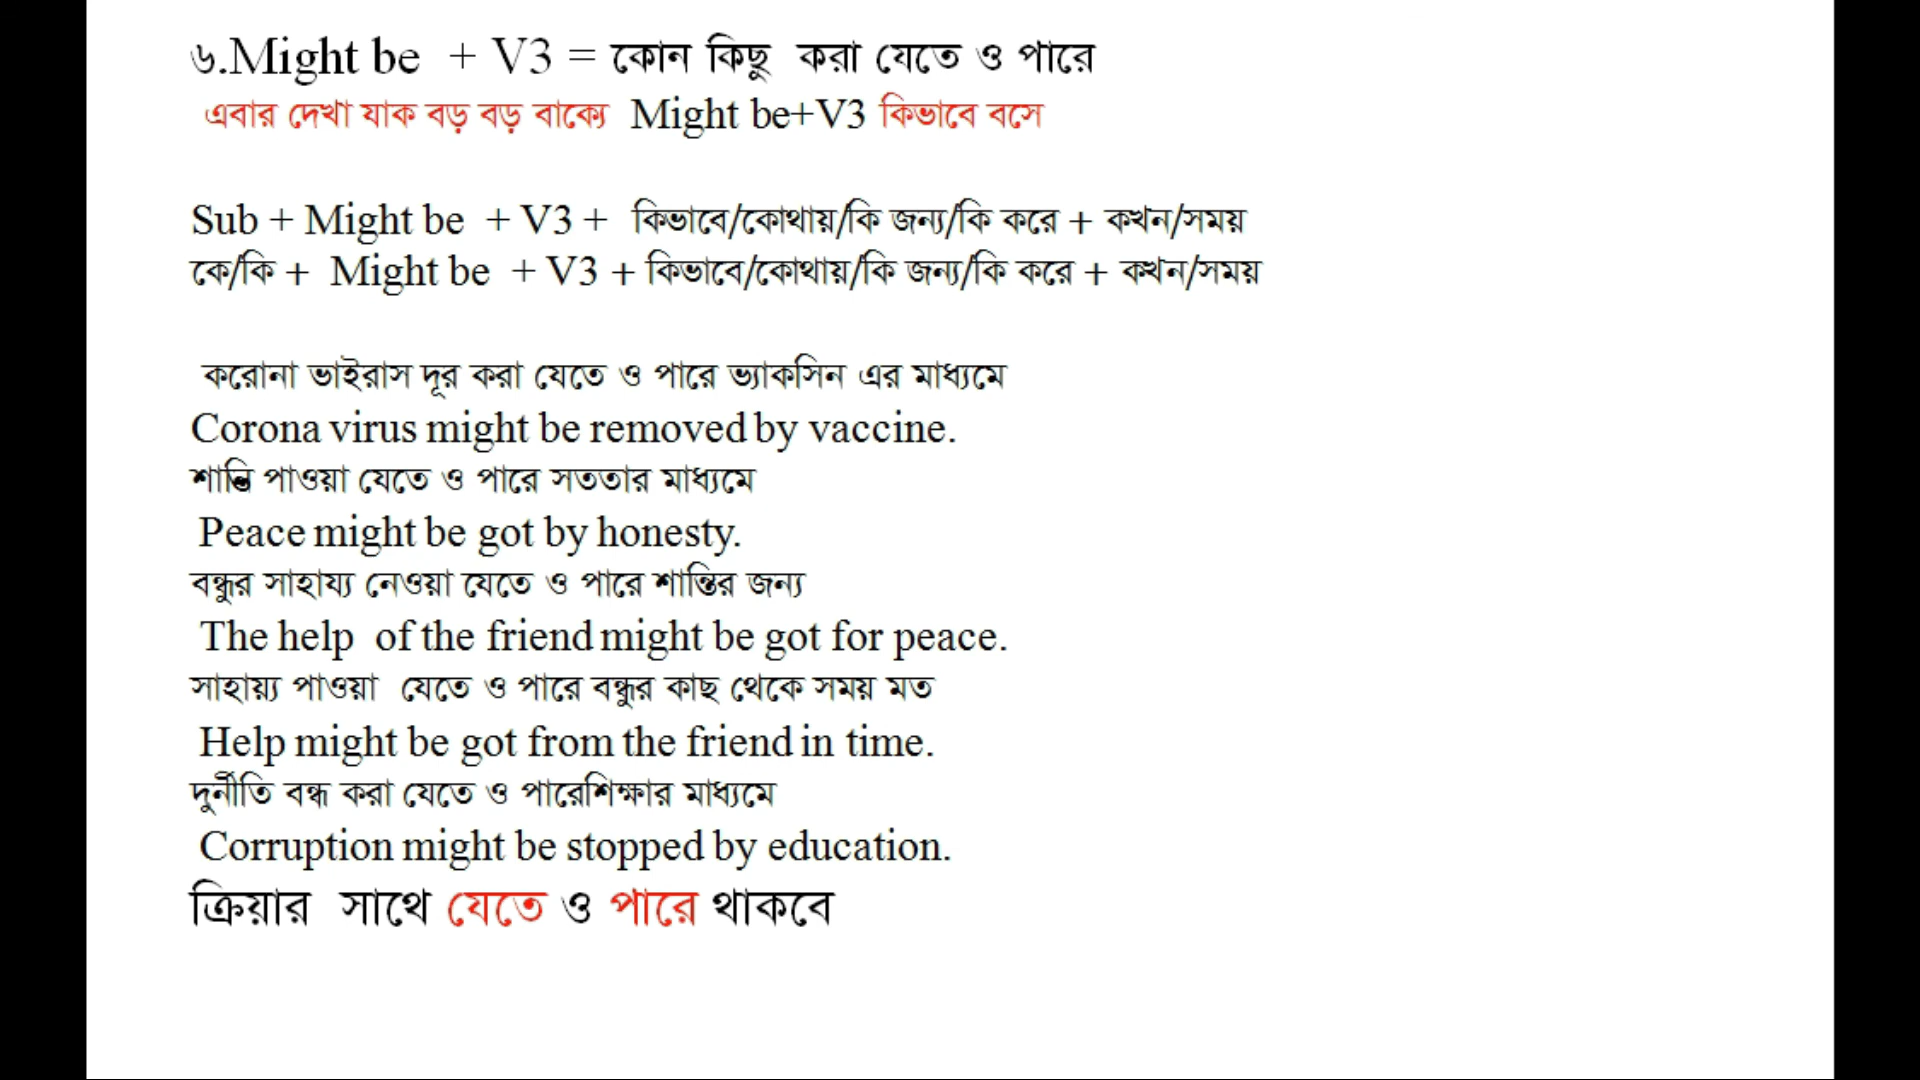 ৬.Might be + V3 = কোন কিছু করা যেতে ও পারে
এবার দেখা যাক বড় বড় বাক্যে Might be+V3 কিভাবে বসে
Sub + Might be + V3 + কিভাবে/কোথায়/কি জন্য/কি করে + কখন/সময়
কে/কি + Might be + V3 + কিভাবে/কোথায়/কি জন্য/কি করে + কখন/সময়
করোনা ভাইরাস দূর করা যেতে ও পারে ভ্যাকসিন এর মাধ্যমে
Corona virus might be removed by vaccine.
শান্তি পাওয়া যেতে ও পারে সততার মাধ্যমে
Peace might be got by honesty.
বন্ধুর সাহায্য নেওয়া যেতে ও পারে শান্তির জন্য
The help of the friend might be got for peace.
সাহায়্য পাওয়া যেতে ও পারে বন্ধুর কাছ থেকে সময় মত
Help might be got from the friend in time.
দুর্নীতি বন্ধ করা যেতে ও পারেশিক্ষার মাধ্যমে
Corruption might be stopped by education.
ক্রিয়ার সাথে যেতে ও পারে থাকবে